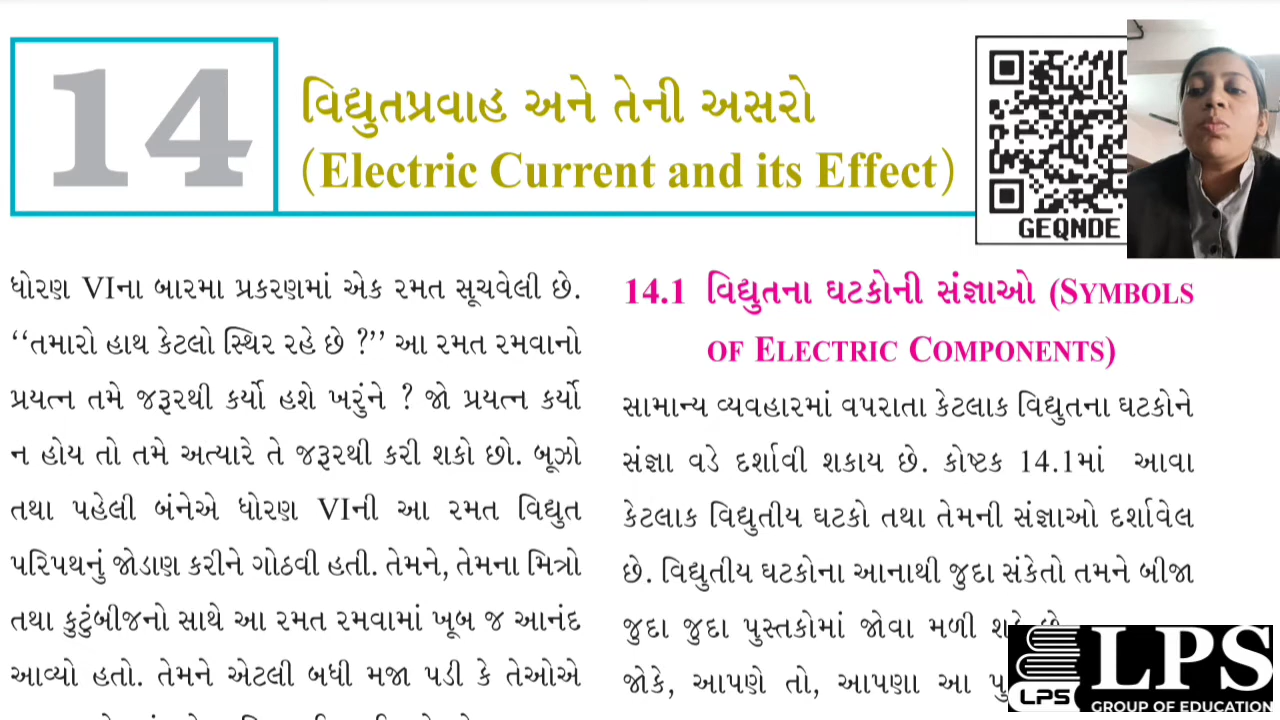 14
વિદ્યુતપ્રવાહ અને તેની અસરો
(Electric Current and its Effect)
GEQNDE
ધોરણ VIના બારમા પ્રકરણમાં એક રમત સૂચવેલી છે.
‘‘તમારો હાથ કેટલો સ્થિર રહે છે ?’’ આ રમત રમવાનો
પ્રયત્ન તમે જરૂરથી કર્યો હશે ખરુંને ? જો પ્રયત્ન કર્યો
ન હોય તો તમે અત્યારે તે જરૂરથી કરી શકો છો. બૂઝો
તથા પહેલી બંનેએ ધોરણ VIની આ રમત વિદ્યુત
પરિપથનું જોડાણ કરીને ગોઠવી હતી. તેમને, તેમના મિત્રો
તથા કુટુંબીજનો સાથે આ રમત રમવામાં ખૂબ જ આનંદ
આવ્યો હતો. તેમને એટલી બધી મજા પડી કે તેઓએ
14.1 વિદ્યુતના ઘટકોની સંજ્ઞાઓ (SYMBOLS
OF ELECTRIC COMPONENTS)
સામાન્ય વ્યવહારમાં વપરાતા કેટલાક વિદ્યુતના ઘટકોને
સંજ્ઞા વડે દર્શાવી શકાય છે. કોષ્ટક 14.1માં આવા
કેટલાક વિદ્યુતીય ઘટકો તથા તેમની સંજ્ઞાઓ દર્શાવેલ
છે. વિદ્યુતીય ઘટકોના આનાથી જુદા સંકેતો તમને બીજા
જુદા જુદા પુસ્તકોમાં જોવા મળી
જોકે, આપણે તો, આપણા આ
LPS
LPS
GROUP OF EDUCATION